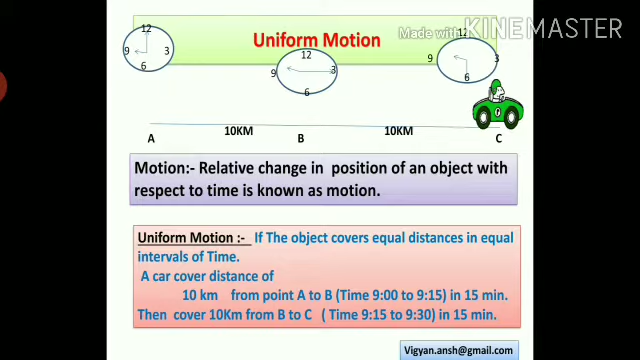 Made with KINEMASTER
Uniform Motion
12
9 3
6
12
9 3
6
12
9 3
6
10KM 10KM
A B C
Motion:- Relative change in position of an object with
respect to time is known as motion.
Uniform Motion :- If The object covers equal distances in equal
intervals of Time.
A car cover distance of
10 km from point A to B (Time 9:00 to 9:15) in 15 min.
Then cover 10Km from B to C ( Time 9:15 to 9:30) in 15 min.
Vigyan.ansh@gmail.com